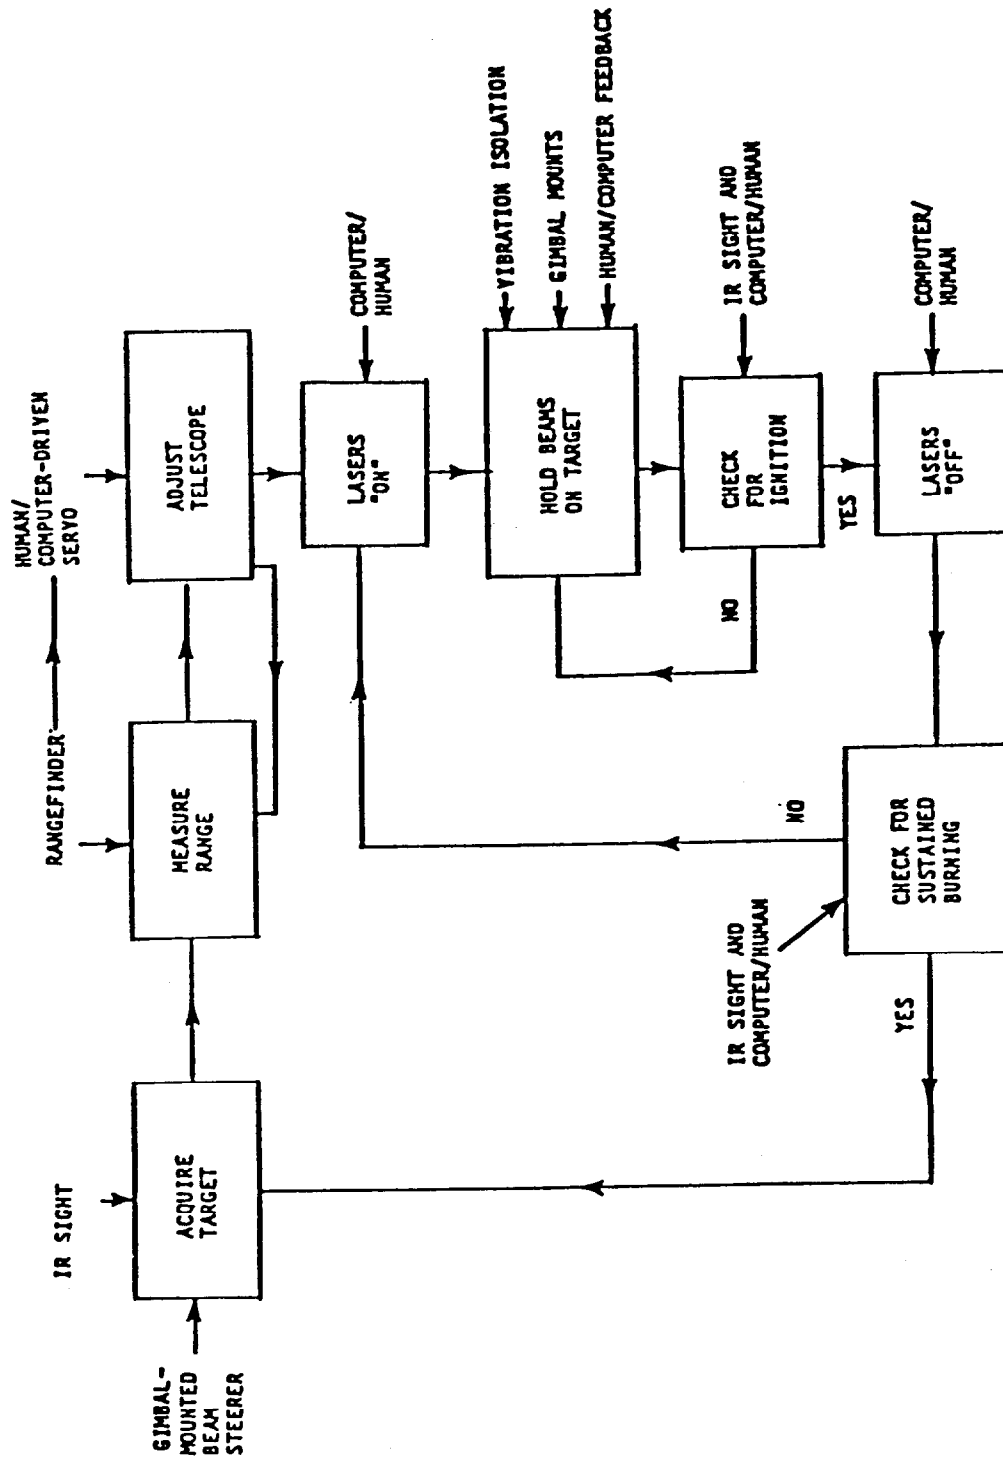 HUMAN/
COMPUTER-DRIVEN
SERVO
RANGEFINDER
IR SIGHT
GIMBAL-
MOUNTED
BEAM
STEERER
ACQUIRE
TARGET
MEASURE
RANGE
ADJUST
TELESCOPE
LASERS
"ON"
COMPUTER/
HUMAN
HOLD BEAMS
ON TARGET
VIBRATION ISOLATION
GIMBAL MOUNTS
HUMAN/COMPUTER FEEDBACK
NO
CHECK
FOR
IGNITION
IR SIGHT AND
COMPUTER/HUMAN
YES
LASERS
"OFF"
COMPUTER/
HUMAN
NO
CHECK FOR
SUSTAINED
BURNING
IR SIGHT AND
COMPUTER/HUMAN
YES